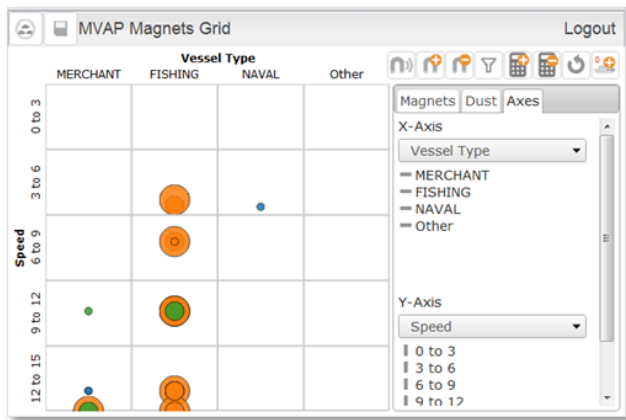 MVAP Magnets Grid
Logout
Vessel Type
MERCHANT FISHING NAVAL Other
Speed
0 to 3
3 to 6
6 to 9
9 to 12
12 to 15
Magnets Dust Axes
X-Axis
Vessel Type
MERCHANT
FISHING
NAVAL
Other
Y-Axis
Speed
0 to 3
3 to 6
6 to 9
9 to 12